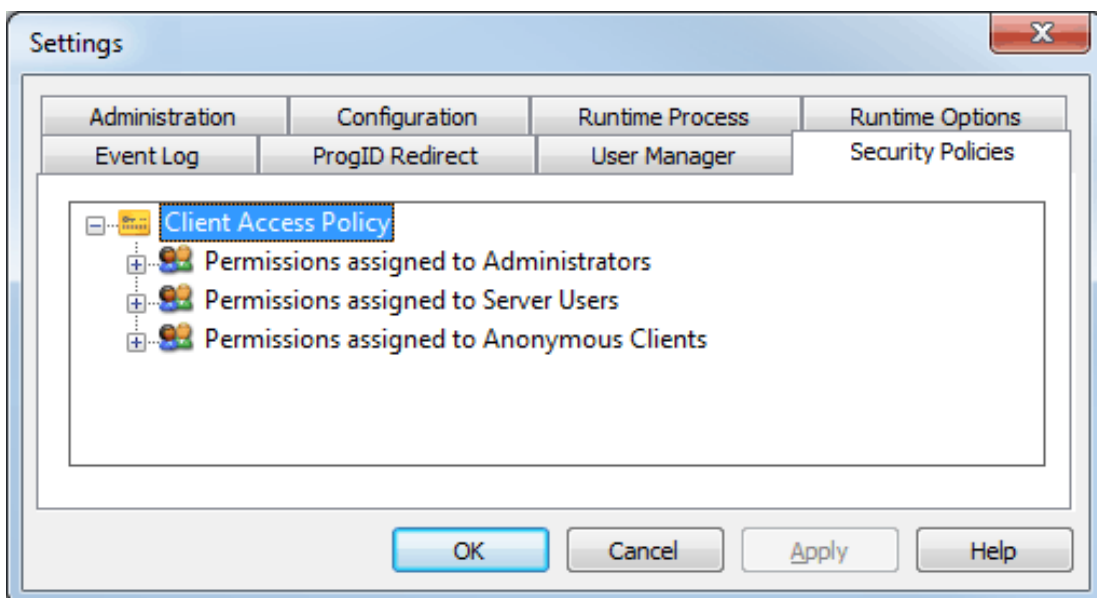 Settings
Administration Configuration Runtime Process Runtime Options
Event Log ProgID Redirect User Manager Security Policies
Client Access Policy
Permissions assigned to Administrators
Permissions assigned to Server Users
Permissions assigned to Anonymous Clients
OK Cancel Apply Help